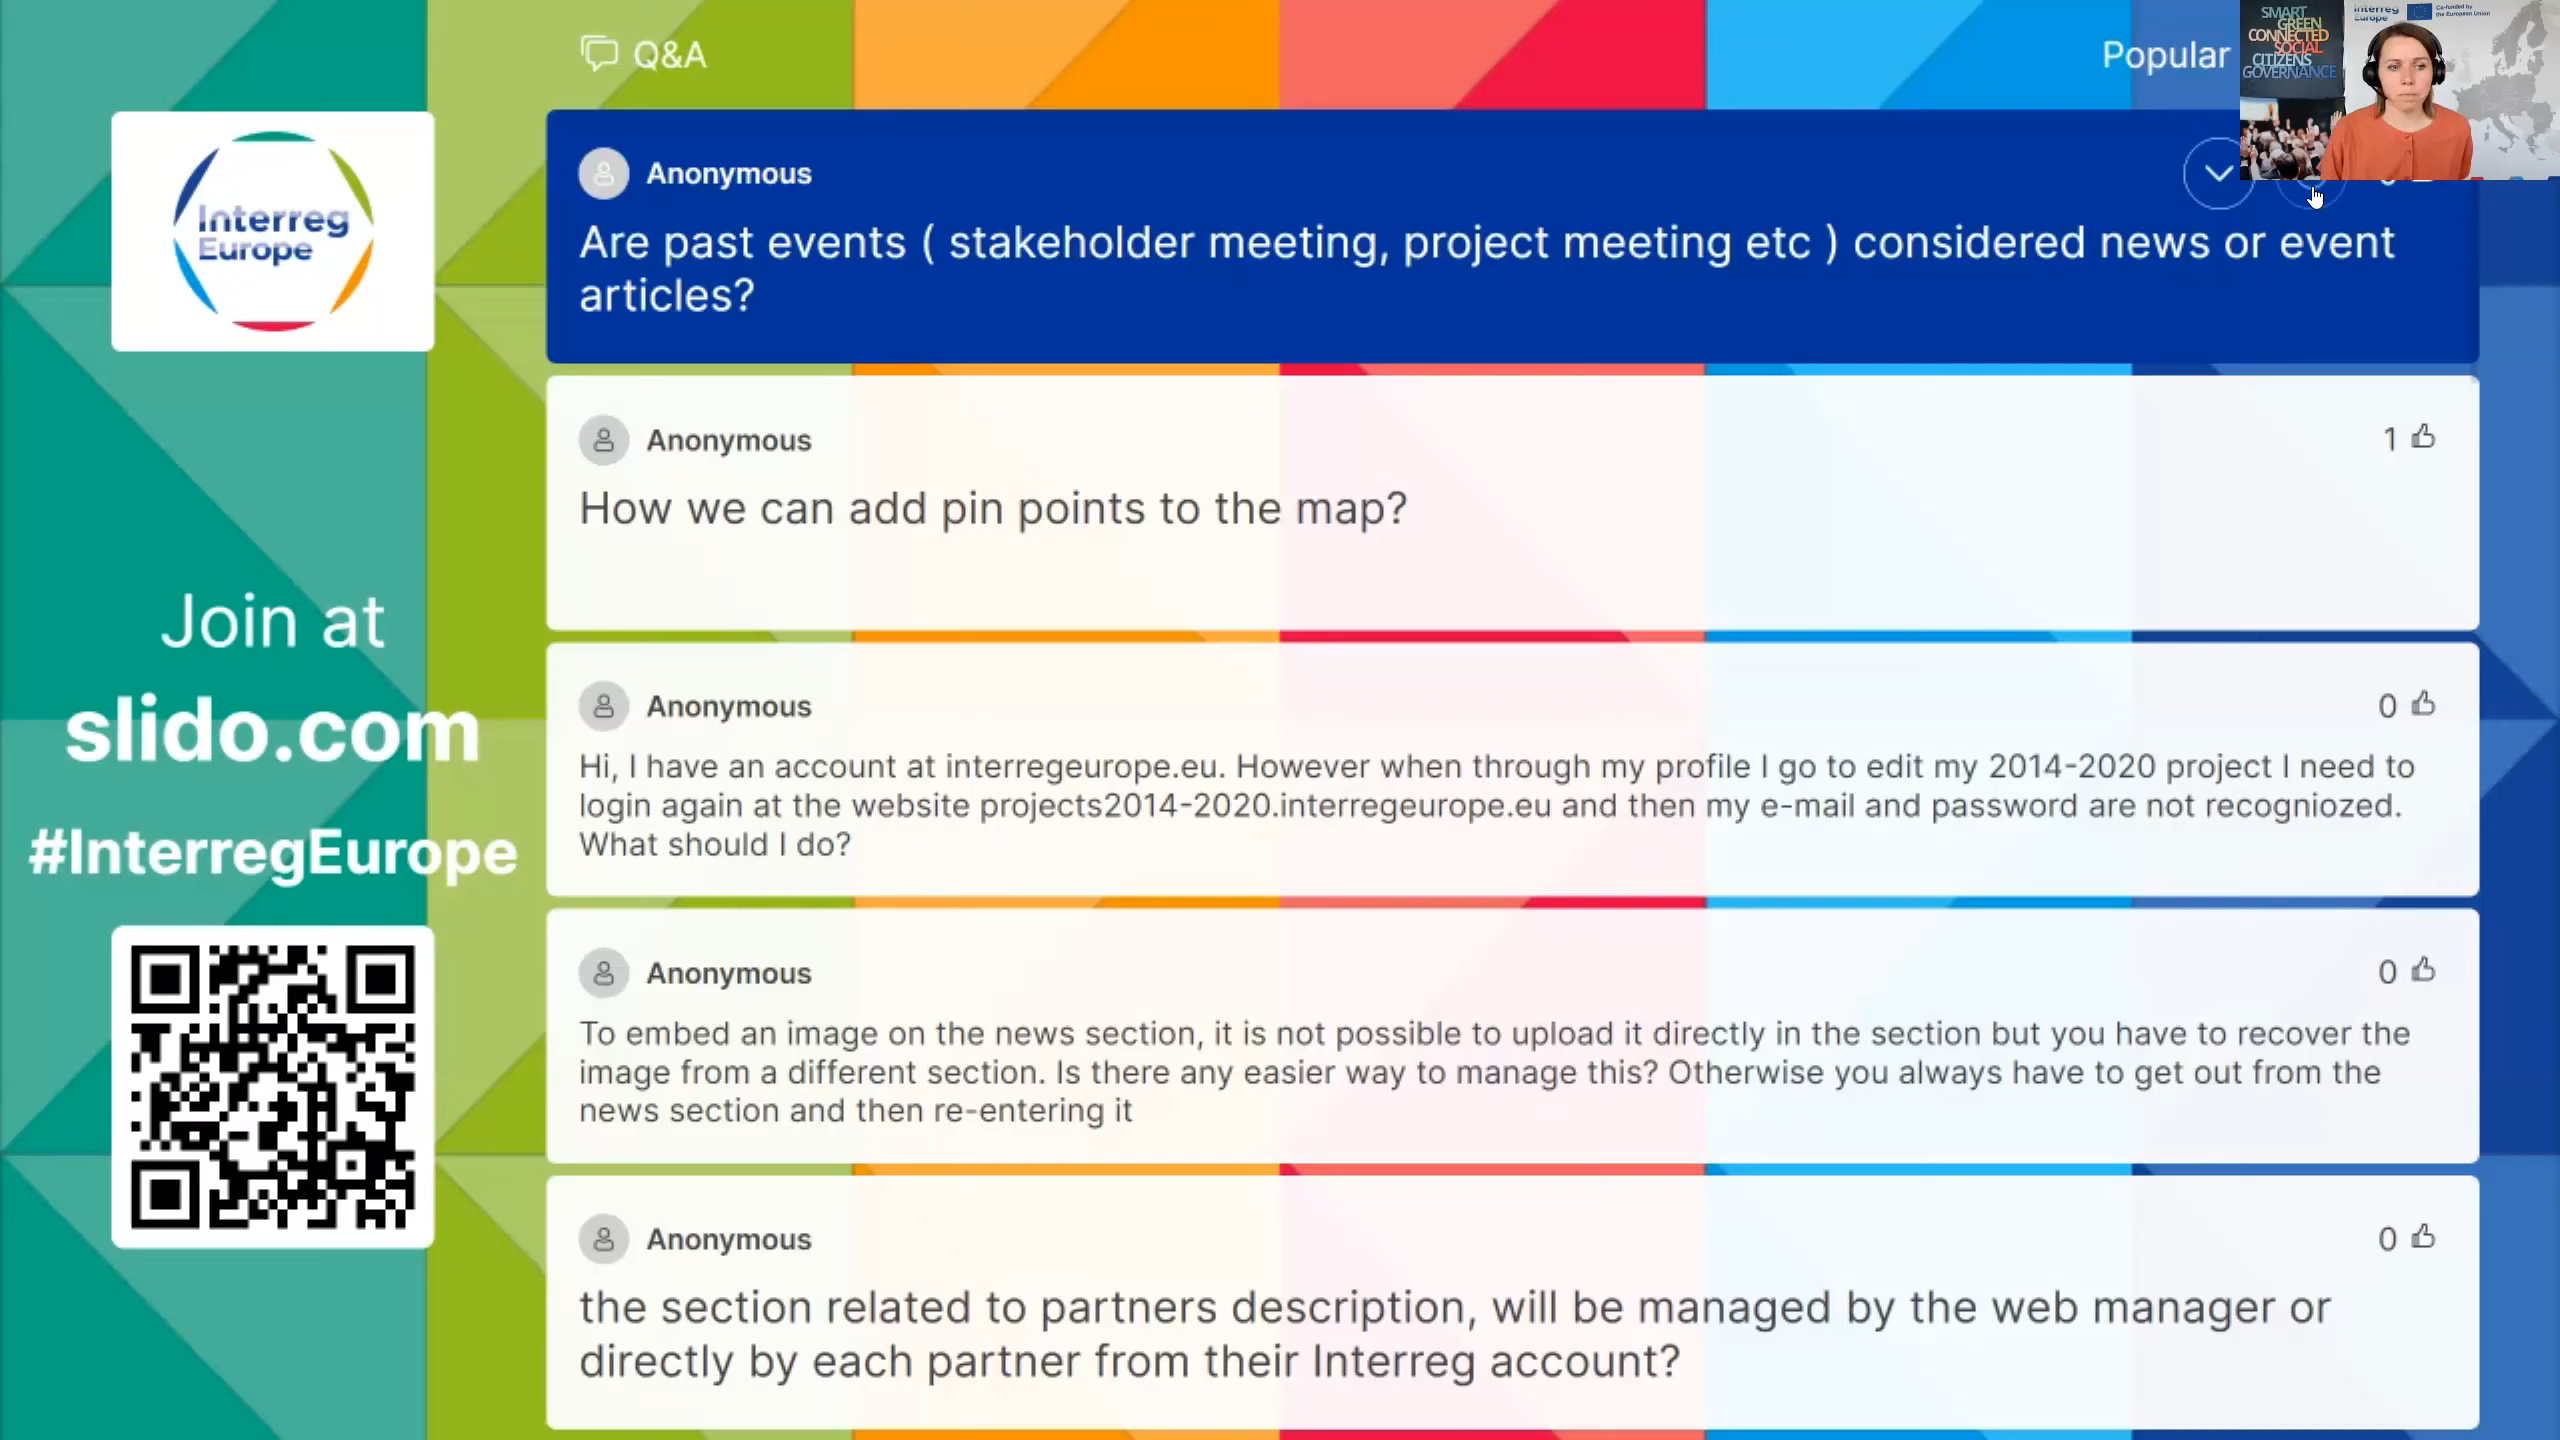 Q&A
Popular
SMART
GREEN
CONNECTED
SOCIAL
CITIZENS
GOVERNANCE
Interreg
Europe
Co-funded by
the European Union
Interreg
Europe
Join at
slido.com
#InterregEurope
Anonymous
Are past events ( stakeholder meeting, project meeting etc ) considered news or event
articles?
Anonymous
1
How we can add pin points to the map?
Anonymous
0
Hi, I have an account at interregeurope.eu. However when through my profile I go to edit my 2014-2020 project I need to
login again at the website projects2014-2020.interregeurope.eu and then my e-mail and password are not recogniozed.
What should I do?
Anonymous
0
To embed an image on the news section, it is not possible to upload it directly in the section but you have to recover the
image from a different section. Is there any easier way to manage this? Otherwise you always have to get out from the
news section and then re-entering it
Anonymous
0
the section related to partners description, will be managed by the web manager or
directly by each partner from their Interreg account?